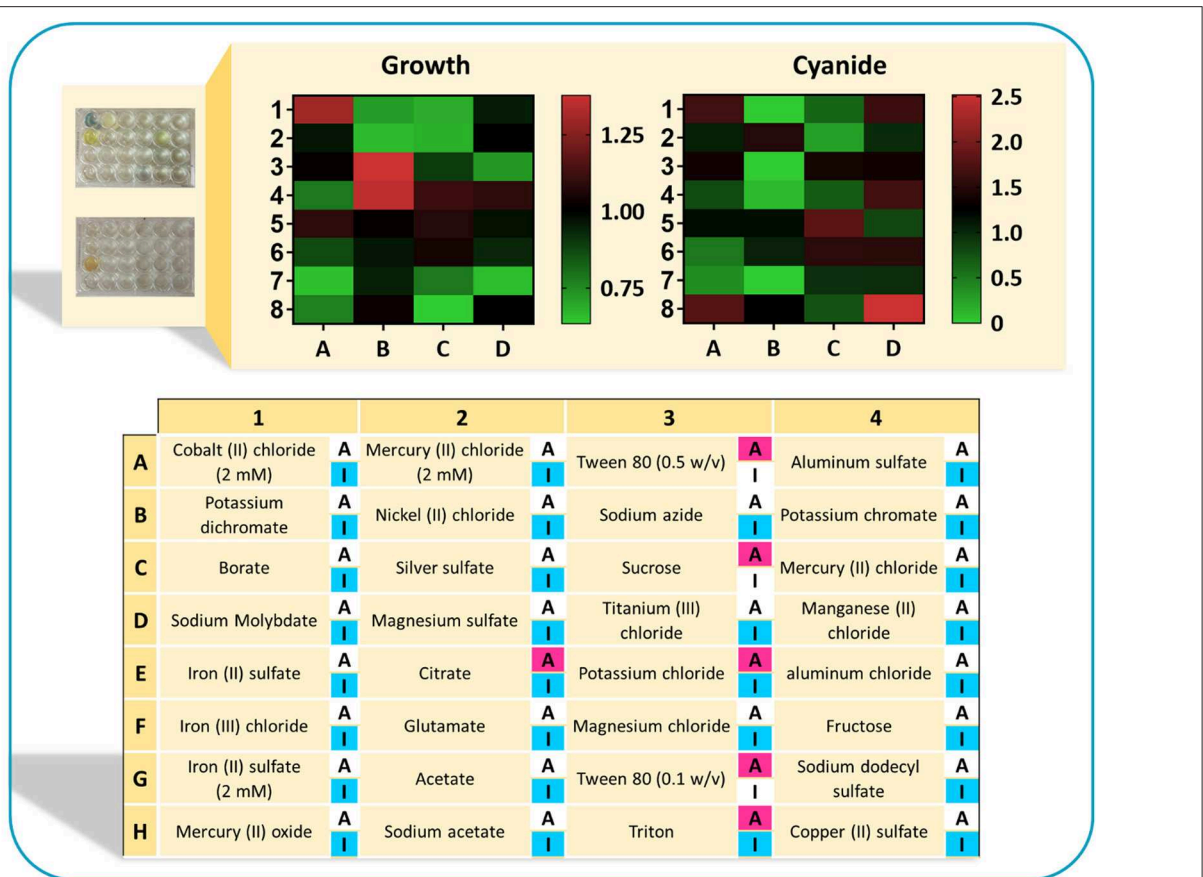 Growth
Cyanide
1
2
3
4
5
6
7
8
A B C D
1.25
1.00
0.75
1
2
3
4
5
6
7
8
A B C D
2.5
2.0
1.5
1.0
0.5
0
1 2 3 4
A
Cobalt (II) chloride
(2 mM)
A
I
Mercury (II) chloride
(2 mM)
A
I
Tween 80 (0.5 w/v)
A
I
Aluminum sulfate
A
I
B
Potassium
dichromate
A
I
Nickel (II) chloride
A
I
Sodium azide
A
I
Potassium chromate
A
I
C
Borate
A
I
Silver sulfate
A
I
Sucrose
A
I
Mercury (II) chloride
A
I
D
Sodium Molybdate
A
I
Magnesium sulfate
A
I
Titanium (III)
chloride
A
I
Manganese (II)
chloride
A
I
E
Iron (II) sulfate
A
I
Citrate
A
I
Potassium chloride
A
I
aluminum chloride
A
I
F
Iron (III) chloride
A
I
Glutamate
A
I
Magnesium chloride
A
I
Fructose
A
I
G
Iron (II) sulfate
(2 mM)
A
I
Acetate
A
I
Tween 80 (0.1 w/v)
A
I
Sodium dodecyl
sulfate
A
I
H
Mercury (II) oxide
A
I
Sodium acetate
A
I
Triton
A
I
Copper (II) sulfate
A
I